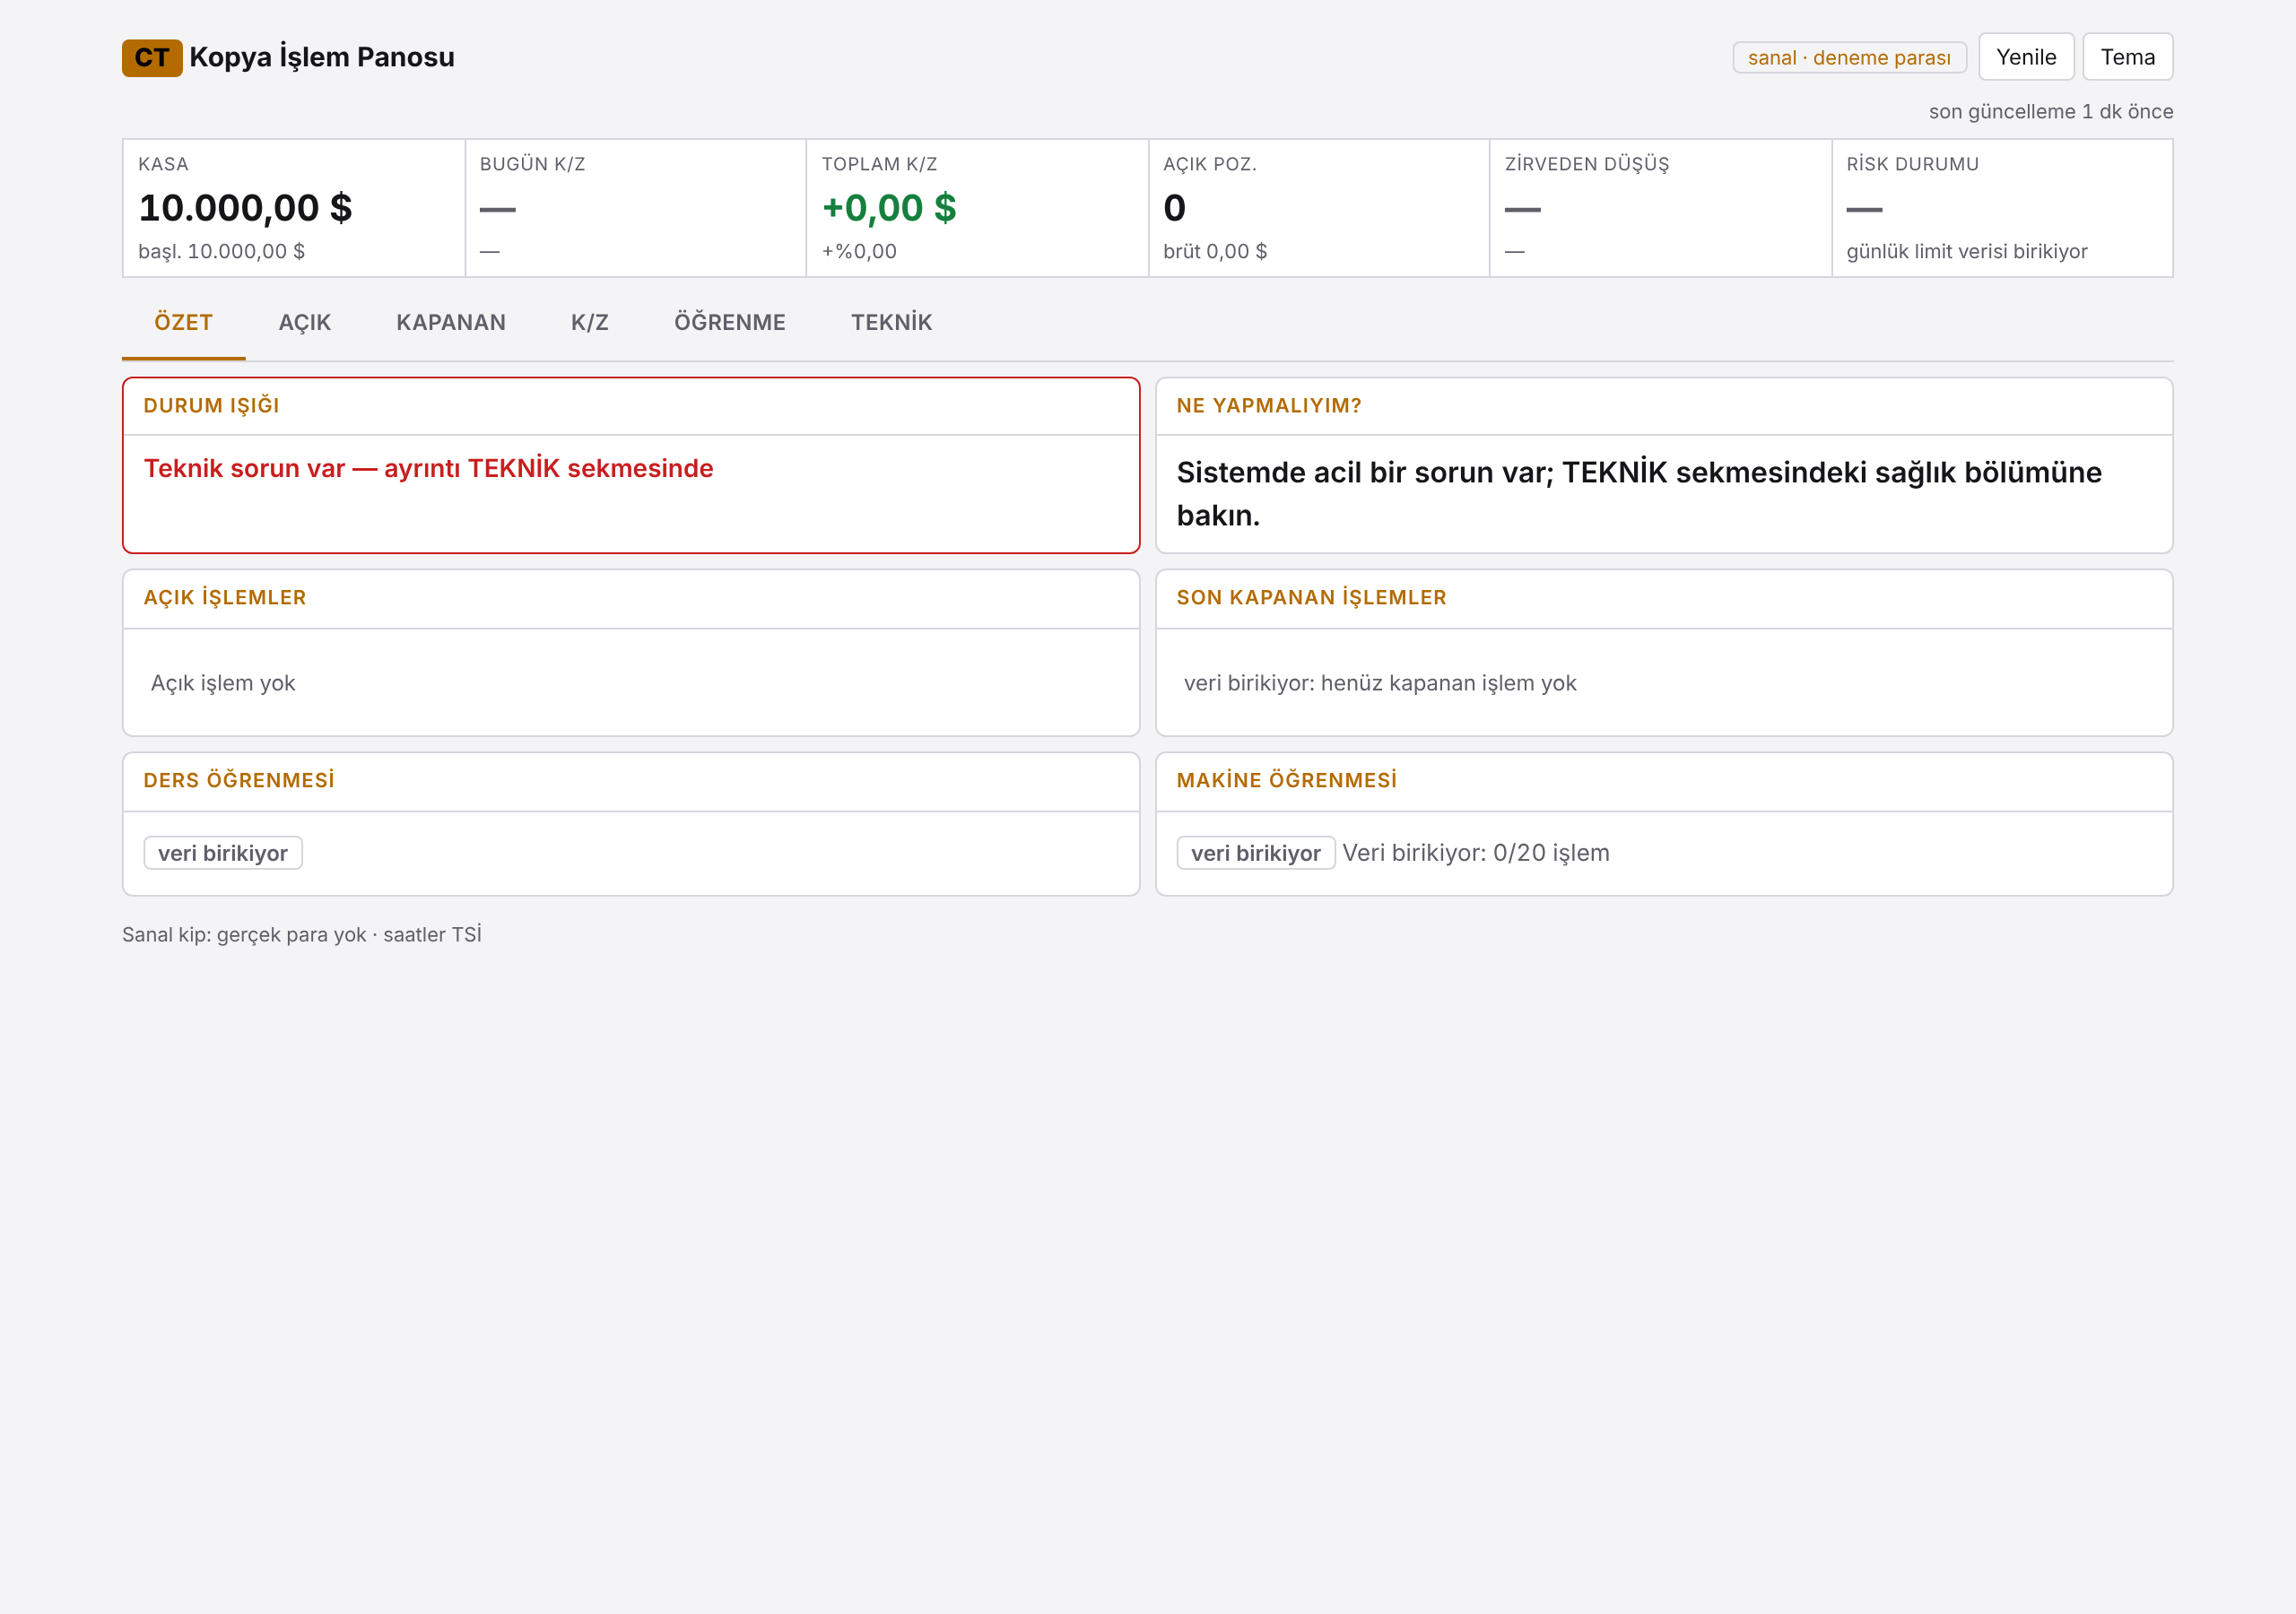 CT Kopya İşlem Panosu
sanal · deneme parası Yenile Tema
son güncelleme 1 dk önce
KASA
10.000,00 $
başl. 10.000,00 $
BUGÜN K/Z
—
—
TOPLAM K/Z
+0,00 $
+%0,00
AÇIK POZ.
0
brüt 0,00 $
ZİRVEDEN DÜŞÜŞ
—
—
RİSK DURUMU
—
günlük limit verisi birikiyor
ÖZET AÇIK KAPANAN K/Z ÖĞRENME TEKNİK
DURUM IŞIĞI
Teknik sorun var — ayrıntı TEKNİK sekmesinde
NE YAPMALIYIM?
Sistemde acil bir sorun var; TEKNİK sekmesindeki sağlık bölümüne
bakın.
AÇIK İŞLEMLER
Açık işlem yok
SON KAPANAN İŞLEMLER
veri birikiyor: henüz kapanan işlem yok
DERS ÖĞRENMESİ
veri birikiyor
MAKİNE ÖĞRENMESİ
veri birikiyor Veri birikiyor: 0/20 işlem
Sanal kip: gerçek para yok · saatler TSİ